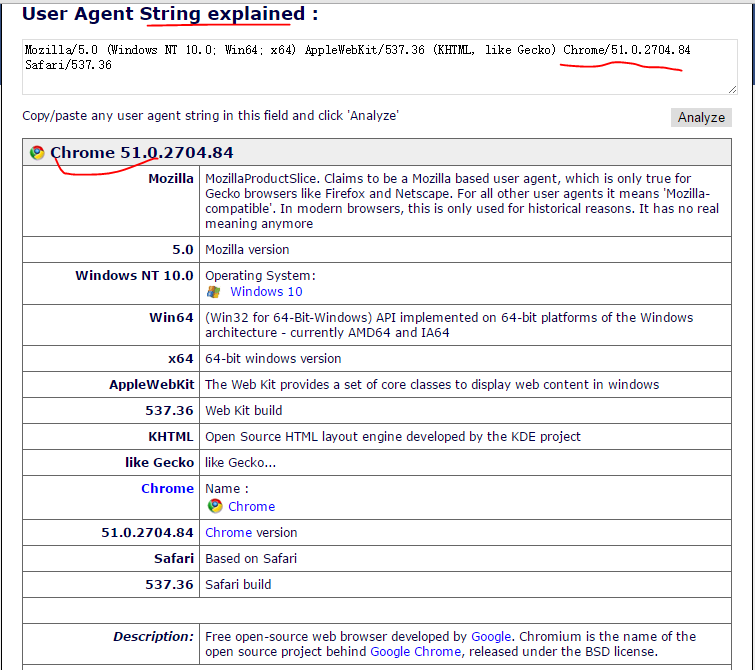 User Agent String explained :
Mozilla/5.0 (Windows NT 10.0; Win64; x64) AppleWebKit/537.36 (KHTML, like Gecko) Chrome/51.0.2704.84
Safari/537.36
Copy/paste any user agent string in this field and click 'Analyze'
Analyze
Chrome 51.0.2704.84
Mozilla MozillaProductSlice. Claims to be a Mozilla based user agent, which is only true for
Gecko browsers like Firefox and Netscape. For all other user agents it means 'Mozilla-
compatible'. In modern browsers, this is only used for historical reasons. It has no real
meaning anymore
5.0 Mozilla version
Windows NT 10.0 Operating System:
Windows 10
Win64 (Win32 for 64-Bit-Windows) API implemented on 64-bit platforms of the Windows
architecture - currently AMD64 and IA64
x64 64-bit windows version
AppleWebKit The Web Kit provides a set of core classes to display web content in windows
537.36 Web Kit build
KHTML Open Source HTML layout engine developed by the KDE project
like Gecko like Gecko...
Chrome Name :
Chrome
51.0.2704.84 Chrome version
Safari Based on Safari
537.36 Safari build
Description: Free open-source web browser developed by Google. Chromium is the name of the
open source project behind Google Chrome, released under the BSD license.